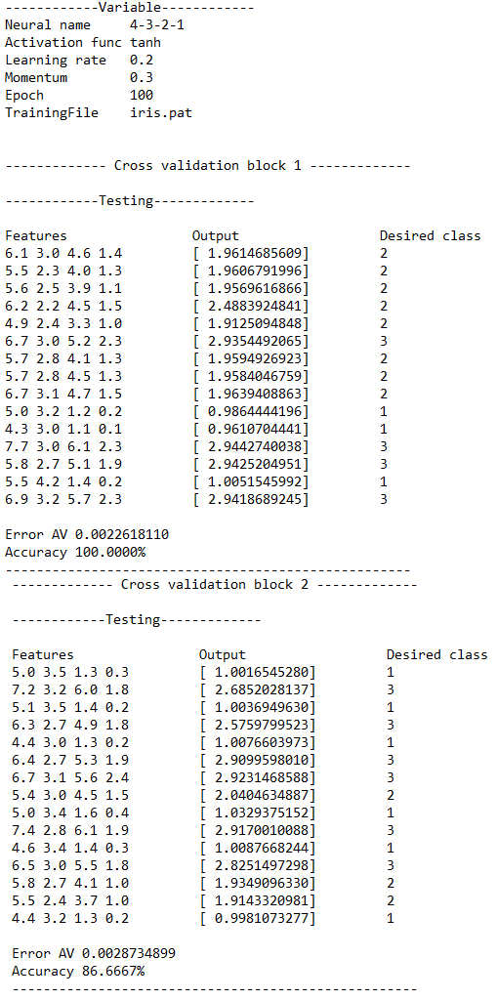 ------------Variable------------
Neural name     4-3-2-1
Activation func tanh
Learning rate   0.2
Momentum        0.3
Epoch           100
TrainingFile    iris.pat
------------- Cross validation block 1 -------------
------------Testing-------------
Features                Output                  Desired class
6.1 3.0 4.6 1.4         [ 1.9614685609]         2
5.5 2.3 4.0 1.3         [ 1.9606791996]         2
5.6 2.5 3.9 1.1         [ 1.9569616866]         2
6.2 2.2 4.5 1.5         [ 2.4883924841]         2
4.9 2.4 3.3 1.0         [ 1.9125094848]         2
6.7 3.0 5.2 2.3         [ 2.9354492065]         3
5.7 2.8 4.1 1.3         [ 1.9594926923]         2
5.7 2.8 4.5 1.3         [ 1.9584046759]         2
6.7 3.1 4.7 1.5         [ 1.9639408863]         2
5.0 3.2 1.2 0.2         [ 0.9864444196]         1
4.3 3.0 1.1 0.1         [ 0.9610704441]         1
7.7 3.0 6.1 2.3         [ 2.9442740038]         3
5.8 2.7 5.1 1.9         [ 2.9425204951]         3
5.5 4.2 1.4 0.2         [ 1.0051545992]         1
6.9 3.2 5.7 2.3         [ 2.9418689245]         3
Error AV 0.0022618110
Accuracy 100.0000%
----------------------------------------------------
------------- Cross validation block 2 -------------
------------Testing-------------
Features                Output                  Desired class
5.0 3.5 1.3 0.3         [ 1.0016545280]         1
7.2 3.2 6.0 1.8         [ 2.6852028137]         3
5.1 3.5 1.4 0.2         [ 1.0036949630]         1
6.3 2.7 4.9 1.8         [ 2.5759799523]         3
4.4 3.0 1.3 0.2         [ 1.0076603973]         1
6.4 2.7 5.3 1.9         [ 2.9099598010]         3
6.7 3.1 5.6 2.4         [ 2.9231468588]         3
5.4 3.0 4.5 1.5         [ 2.0404634887]         2
5.0 3.4 1.6 0.4         [ 1.0329375152]         1
7.4 2.8 6.1 1.9         [ 2.9170010088]         3
4.6 3.4 1.4 0.3         [ 1.0087668244]         1
6.5 3.0 5.5 1.8         [ 2.8251497298]         3
5.8 2.7 4.1 1.0         [ 1.9349096330]         2
5.5 2.4 3.7 1.0         [ 1.9143320981]         2
4.4 3.2 1.3 0.2         [ 0.9981073277]         1
Error AV 0.0028734899
Accuracy 86.6667%
----------------------------------------------------